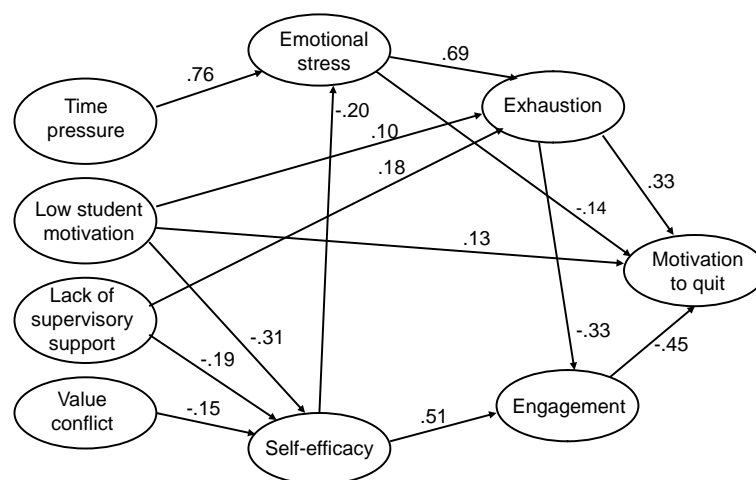 Emotional
stress
.69
.76
Time
pressure
-.20
Exhaustion
.10
.18
.33
Low student
motivation
-.14
.13
Motivation
to quit
Lack of
supervisory
support
-.31
-.33
-.45
-.19
Value
conflict
-.15
Engagement
.51
Self-efficacy